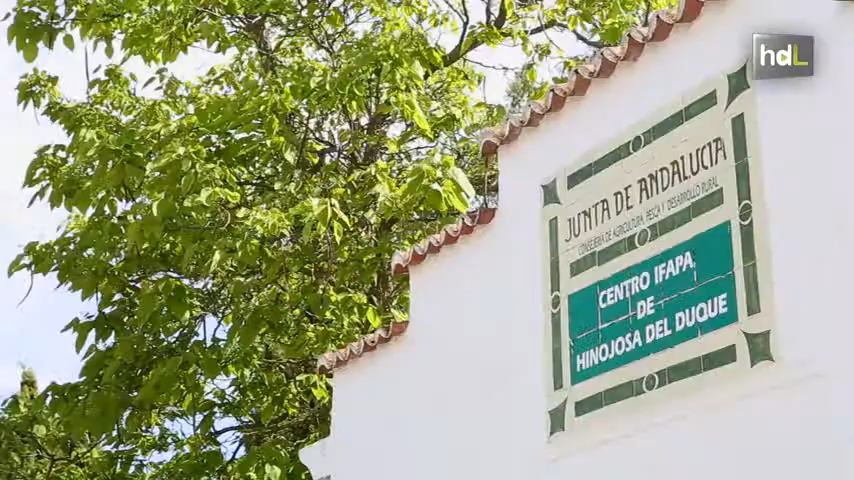 hdL
JUNTA DE ANDALUCIA
CONSEJERIA DE AGRICULTURA, PESCA Y DESARROLLO RURAL
CENTRO IFAPA
DE
HINOJOSA DEL DUQUE